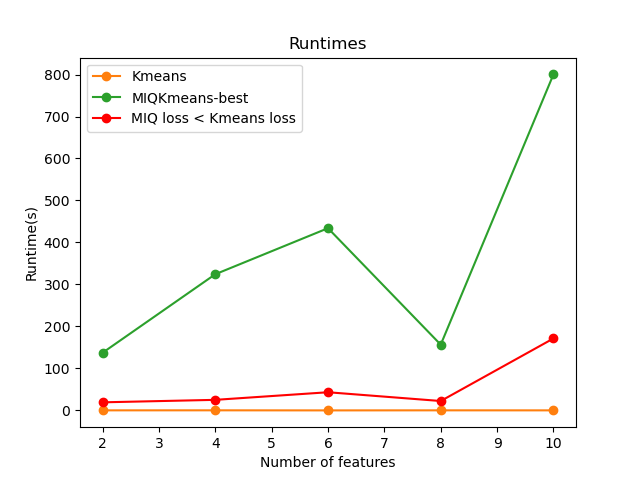 Runtimes
Kmeans
MIQKmeans-best
MIQ loss < Kmeans loss
800
700
600
500
400
300
200
100
0
Runtime(s)
2 3 4 5 6 7 8 9 10
Number of features